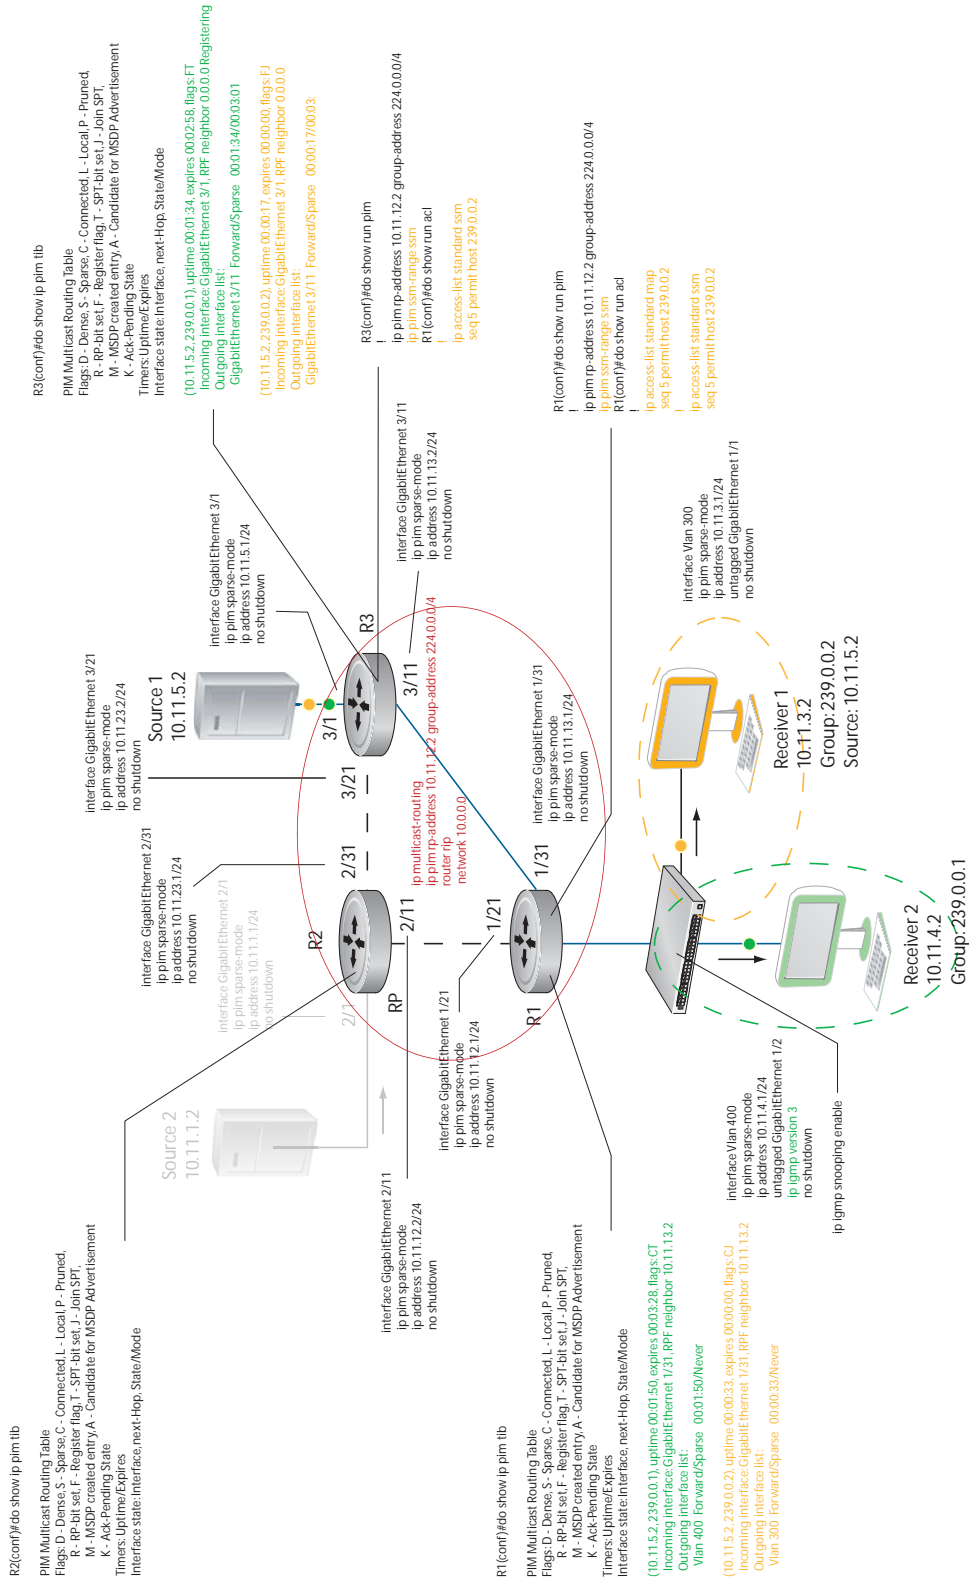 R2(conf)#do show ip pim tib
PIM Multicast Routing Table
Flags: D - Dense, S - Sparse, C - Connected, L - Local, P - Pruned,
R - RP-bit set, F - Register flag, T - SPT-bit set, J - Join SPT,
M - MSDP created entry, A - Candidate for MSDP Advertisement
K - Ack-Pending State
Timers: Uptime/Expires
Interface state: Interface, next-Hop, State/Mode
Source 2
10.11.1.2
2/1
interface GigabitEthernet 2/1
ip pim sparse-mode
ip address 10.11.1.1/24
no shutdown
interface GigabitEthernet 2/31
ip pim sparse-mode
ip address 10.11.23.1/24
no shutdown
interface GigabitEthernet 3/21
ip pim sparse-mode
ip address 10.11.23.2/24
no shutdown
Source 1
10.11.5.2
interface GigabitEthernet 3/1
ip pim sparse-mode
ip address 10.11.5.1/24
no shutdown
R3(conf)#do show ip pim tib
PIM Multicast Routing Table
Flags: D - Dense, S - Sparse, C - Connected, L - Local, P - Pruned,
R - RP-bit set, F - Register flag, T - SPT-bit set, J - Join SPT,
M - MSDP created entry, A - Candidate for MSDP Advertisement
K - Ack-Pending State
Timers: Uptime/Expires
Interface state: Interface, next-Hop, State/Mode
(10.11.5.2, 239.0.0.1), uptime 00:01:34, expires 00:02:58, flags: FT
Incoming interface: GigabitEthernet 3/1, RPF neighbor 0.0.0.0 Registering
Outgoing interface list:
GigabitEthernet 3/11 Forward/Sparse 00:01:34/00:03:01
(10.11.5.2, 239.0.0.2), uptime 00:00:17, expires 00:00:00, flags: FJ
Incoming interface: GigabitEthernet 3/1, RPF neighbor 0.0.0.0
Outgoing interface list:
GigabitEthernet 3/11 Forward/Sparse 00:00:17/00:03:
R2
2/31
3/21
3/1
R3
RP
2/11
3/11
interface GigabitEthernet 3/11
ip pim sparse-mode
ip address 10.11.13.2/24
no shutdown
R3(conf)#do show run pim
!
ip pim rp-address 10.11.12.2 group-address 224.0.0.0/4
ip pim ssm-range ssm
R1(conf)#do show run acl
!
ip access-list standard ssm
seq 5 permit host 239.0.0.2
interface GigabitEthernet 2/11
ip pim sparse-mode
ip address 10.11.12.2/24
no shutdown
interface GigabitEthernet 1/21
ip pim sparse-mode
ip address 10.11.12.1/24
no shutdown
ip multicast-routing
ip pim rp-address 10.11.12.2 group-address 224.0.0.0/4
router rip
network 10.0.0.0
1/21
R1
1/31
interface GigabitEthernet 1/31
ip pim sparse-mode
ip address 10.11.13.1/24
no shutdown
R1(conf)#do show run pim
!
ip pim rp-address 10.11.12.2 group-address 224.0.0.0/4
ip pim ssm-range ssm
R1(conf)#do show run acl
!
ip access-list standard map
seq 5 permit host 239.0.0.2
!
ip access-list standard ssm
seq 5 permit host 239.0.0.2
R1(conf)#do show ip pim tib
PIM Multicast Routing Table
Flags: D - Dense, S - Sparse, C - Connected, L - Local, P - Pruned,
R - RP-bit set, F - Register flag, T - SPT-bit set, J - Join SPT,
M - MSDP created entry, A - Candidate for MSDP Advertisement
K - Ack-Pending State
Timers: Uptime/Expires
Interface state: Interface, next-Hop, State/Mode
(10.11.5.2, 239.0.0.1), uptime 00:01:50, expires 00:03:28, flags: CT
Incoming interface: GigabitEthernet 1/31, RPF neighbor 10.11.13.2
Outgoing interface list:
Vlan 400 Forward/Sparse 00:01:50/Never
(10.11.5.2, 239.0.0.2), uptime 00:00:33, expires 00:00:00, flags: CJ
Incoming interface: GigabitEthernet 1/31, RPF neighbor 10.11.13.2
Outgoing interface list:
Vlan 300 Forward/Sparse 00:00:33/Never
interface Vlan 400
ip pim sparse-mode
ip address 10.11.4.1/24
untagged GigabitEthernet 1/2
ip igmp version 3
no shutdown
ip igmp snooping enable
interface Vlan 300
ip pim sparse-mode
ip address 10.11.3.1/24
untagged GigabitEthernet 1/1
no shutdown
Receiver 1
10.11.3.2
Group: 239.0.0.2
Source: 10.11.5.2
Receiver 2
10.11.4.2
Group: 239.0.0.1